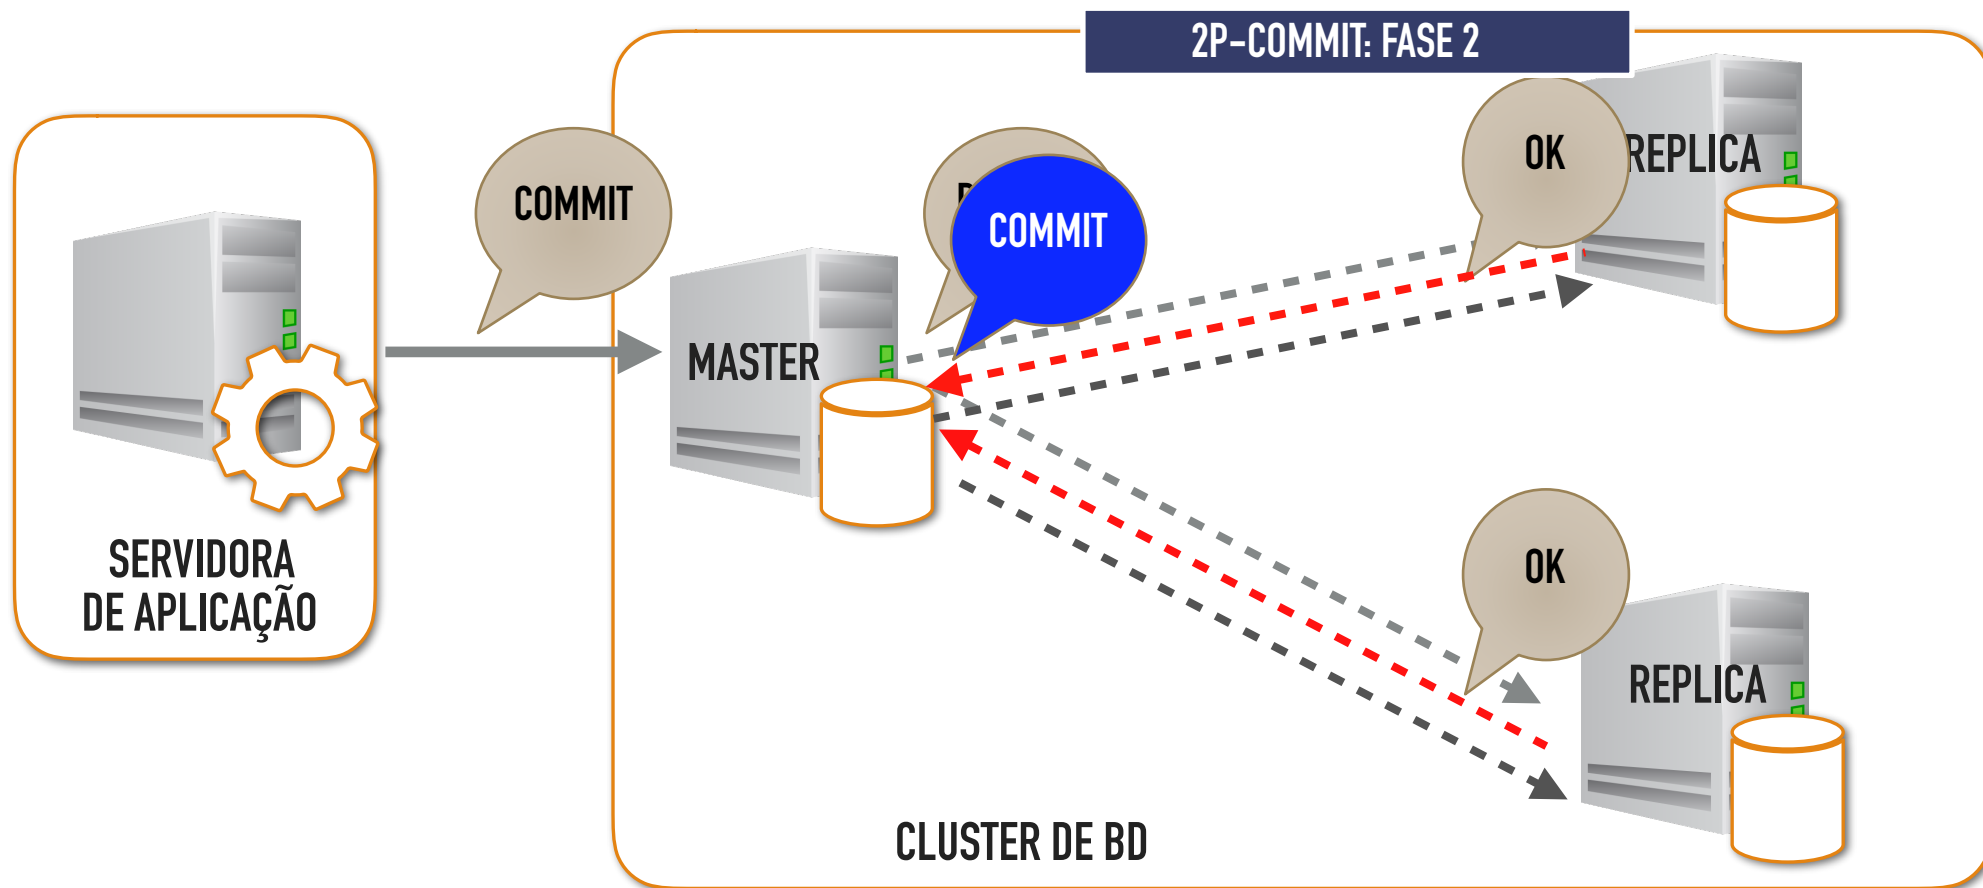 2P-COMMIT: FASE 2
COMMIT
COMMIT
OK
REPLICA
MASTER
SERVIDORA
DE APLICAÇÃO
OK
REPLICA
CLUSTER DE BD